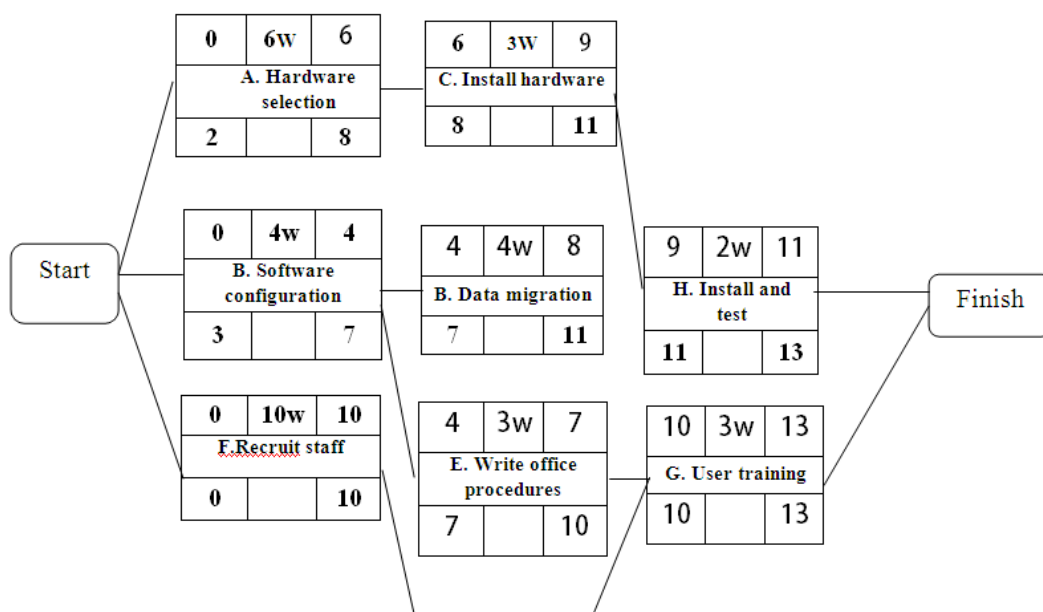 0 6W 6
A. Hardware
selection
2 8
6 3W 9
C. Install hardware
8 11
Start
0 4w 4
B. Software
configuration
3 7
4 4w 8
B. Data migration
7 11
9 2w 11
H. Install and
test
11 13
Finish
0 10w 10
F.Recruit staff
0 10
4 3w 7
E. Write office
procedures
7 10
10 3w 13
G. User training
10 13